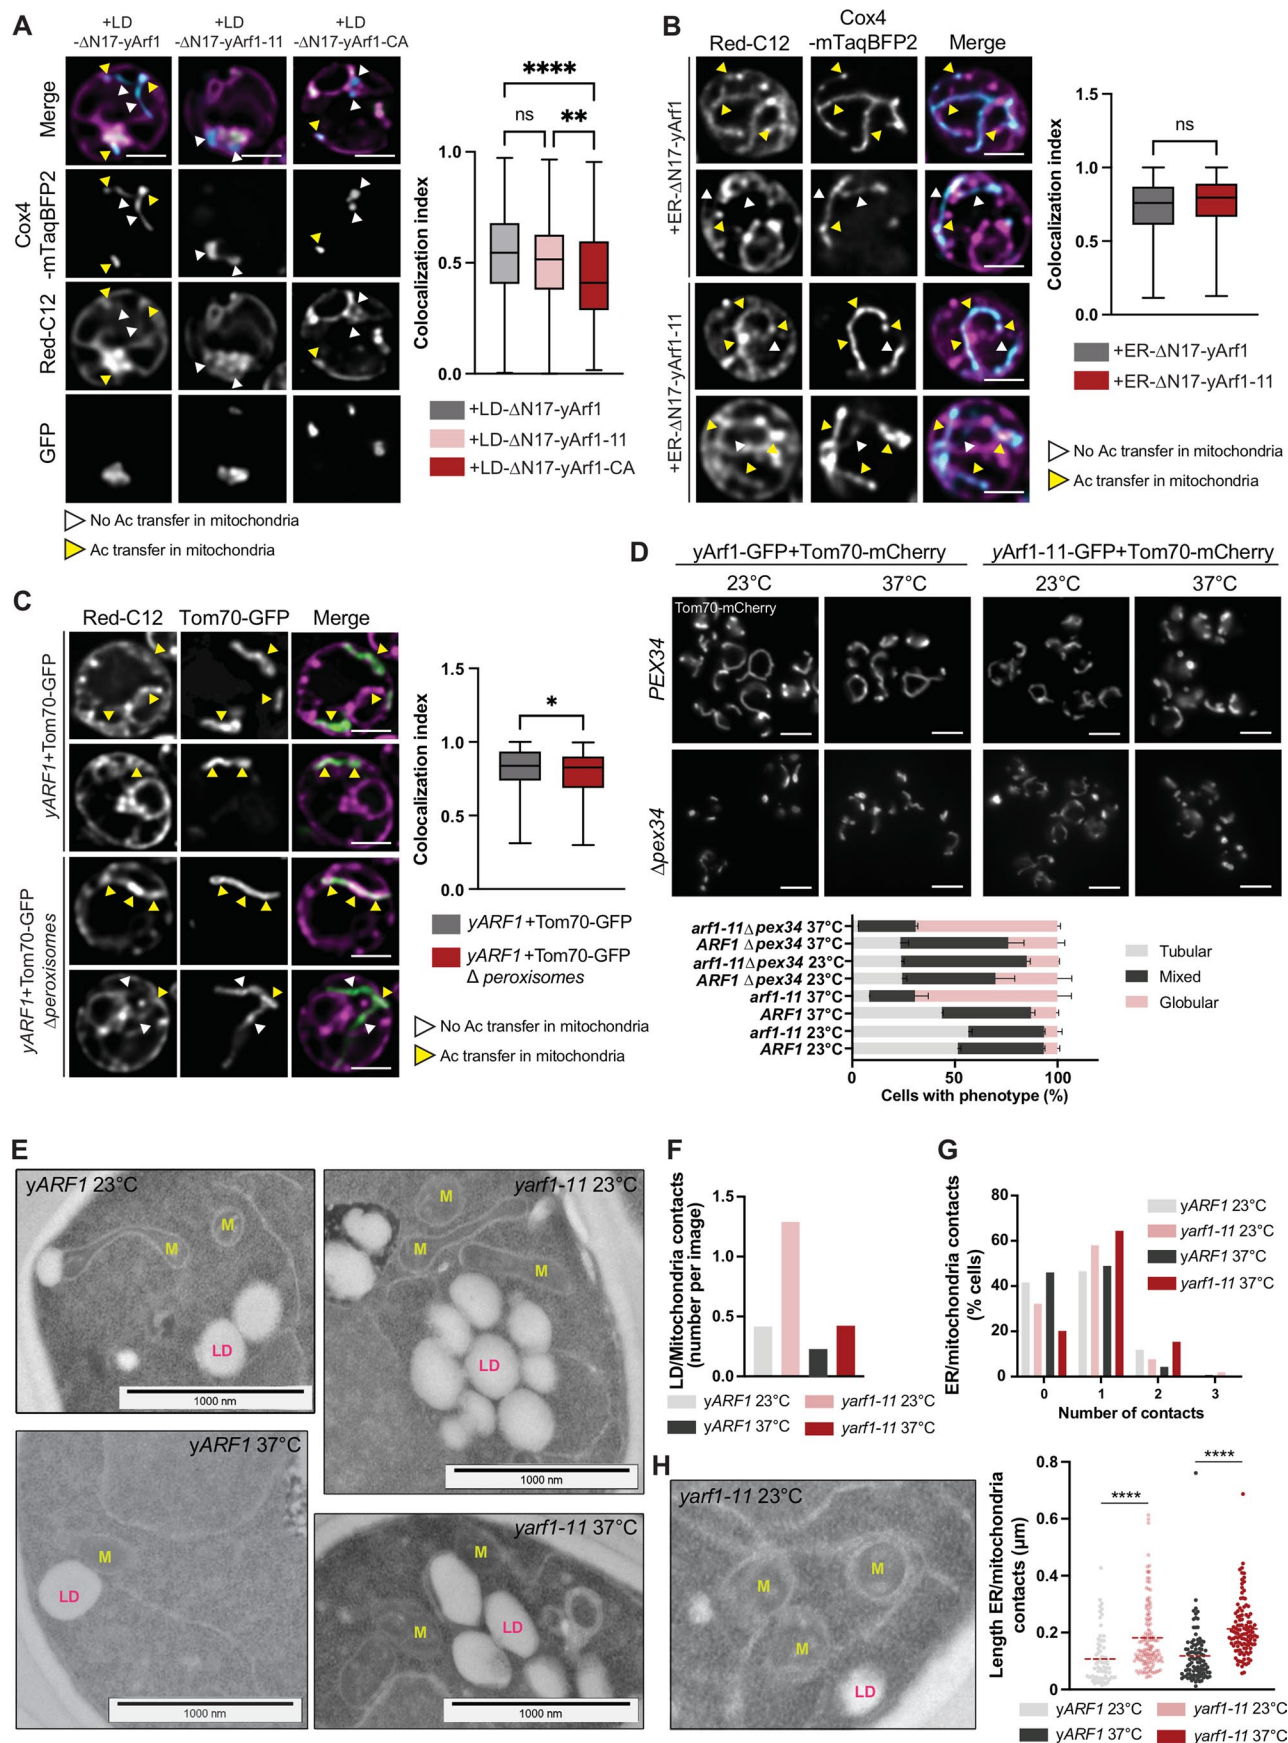 A
+LD
-ΔN17-yArf1
+LD
-ΔN17-yArf1-11
+LD
-ΔN17-yArf1-CA
Merge
Cox4
-mTaqBFP2
Red-C12
GFP
No Ac transfer in mitochondria
Ac transfer in mitochondria
Colocalization index
1.0
0.5
0.0
****
ns
**
+LD-ΔN17-yArf1
+LD-ΔN17-yArf1-11
+LD-ΔN17-yArf1-CA
B
Red-C12
Cox4
-mTaqBFP2
Merge
+ER-ΔN17-yArf1
+ER-ΔN17-yArf1-11
Colocalization index
1.5
1.0
0.5
0.0
ns
+ER-ΔN17-yArf1
+ER-ΔN17-yArf1-11
No Ac transfer in mitochondria
Ac transfer in mitochondria
C
Red-C12
Tom70-GFP
Merge
yARF1+Tom70-GFP
yARF1+Tom70-GFP
Δperoxisomes
Colocalization index
1.5
1.0
0.5
0.0
*
yARF1+Tom70-GFP
yARF1+Tom70-GFP
Δ peroxisomes
No Ac transfer in mitochondria
Ac transfer in mitochondria
D
yArf1-GFP+Tom70-mCherry
yArf1-11-GFP+Tom70-mCherry
23°C
37°C
23°C
37°C
Tom70-mCherry
PEX34
Δpex34
arf1-11Δpex34 37°C
ARF1 Δpex34 37°C
arf1-11Δpex34 23°C
ARF1 Δpex34 23°C
arf1-11 37°C
ARF1 37°C
arf1-11 23°C
ARF1 23°C
0
50
100
Cells with phenotype (%)
Tubular
Mixed
Globular
E
yARF1 23°C
M
M
LD
1000 nm
yarf1-11 23°C
M
M
M
LD
1000 nm
yARF1 37°C
M
LD
1000 nm
yarf1-11 37°C
M
M
LD
1000 nm
F
LD/Mitochondria contacts
(number per image)
1.5
1.0
0.5
0.0
yARF1 23°C
yarf1-11 23°C
yARF1 37°C
yarf1-11 37°C
G
ER/mitochondria contacts
(% cells)
80
60
40
20
0
0
1
2
3
Number of contacts
yARF1 23°C
yarf1-11 23°C
yARF1 37°C
yarf1-11 37°C
H
yarf1-11 23°C
M
M
M
LD
Length ER/mitochondria
contacts (µm)
0.8
0.6
0.4
0.2
0
****
****
yARF1 23°C
yarf1-11 23°C
yARF1 37°C
yarf1-11 37°C